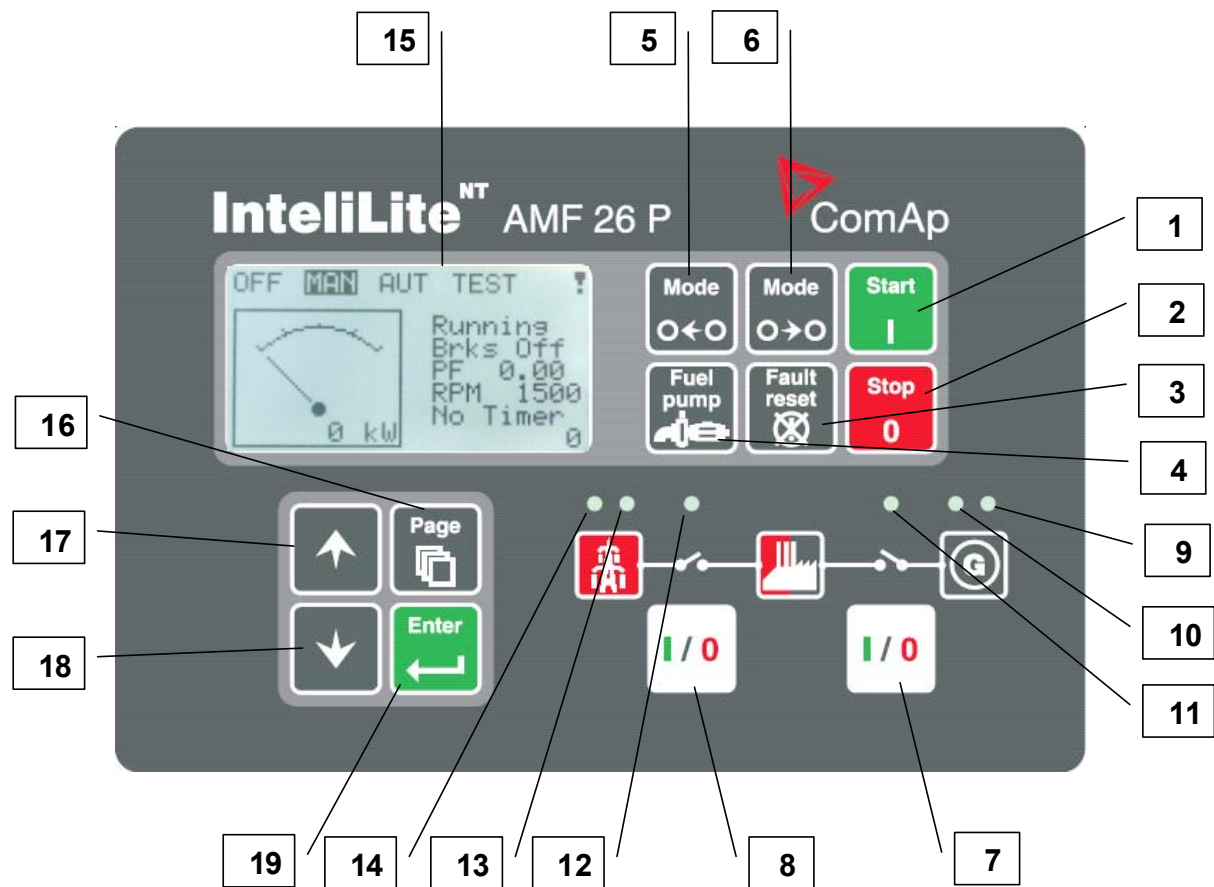 15
5
6
InteliLite NT AMF 26 P
ComAp
1
OFF MAN AUT TEST !
Mode
Mode
Start
I
2
Running
Brks Off
PF 0.00
RPM 1500
No Timer
0
0 kW
Fuel pump
Fault reset
Stop
0
3
16
4
17
Page
9
G
10
18
Enter
I / 0
I / 0
11
19
14
13
12
8
7